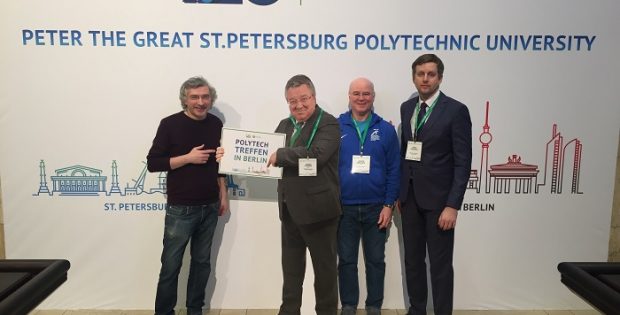 PETER THE GREAT ST.PETERSBURG POLYTECHNIC UNIVERSITY
POLYTECH
TREFFEN
IN BERLIN
ST. PETERSBURG
BERLIN